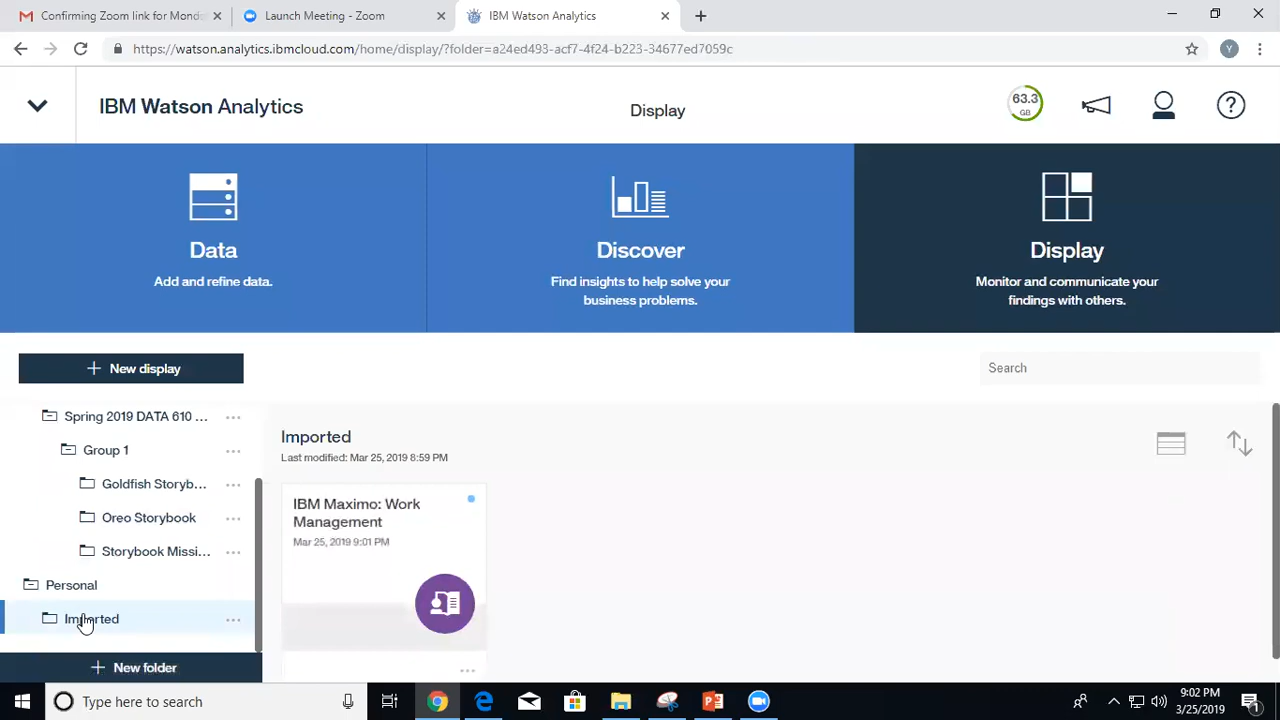 Confirming Zoom link for Mondo
Launch Meeting - Zoom
IBM Watson Analytics
https://watson.analytics.ibmcloud.com/home/display/?folder=a24ed493-acf7-4f24-b223-34677ed7059c
Y
IBM Watson Analytics
Display
63.3
GB
Data
Add and refine data.
Discover
Find insights to help solve your
business problems.
Display
Monitor and communicate your
findings with others.
New display
Search
Spring 2019 DATA 610 ...
Group 1
Goldfish Storyb...
Oreo Storybook
Storybook Missi...
Personal
Imported
New folder
Imported
Last modified: Mar 25, 2019 8:59 PM
IBM Maximo: Work
Management
Mar 25, 2019 9:01 PM
Type here to search
9:02 PM
3/25/2019
1